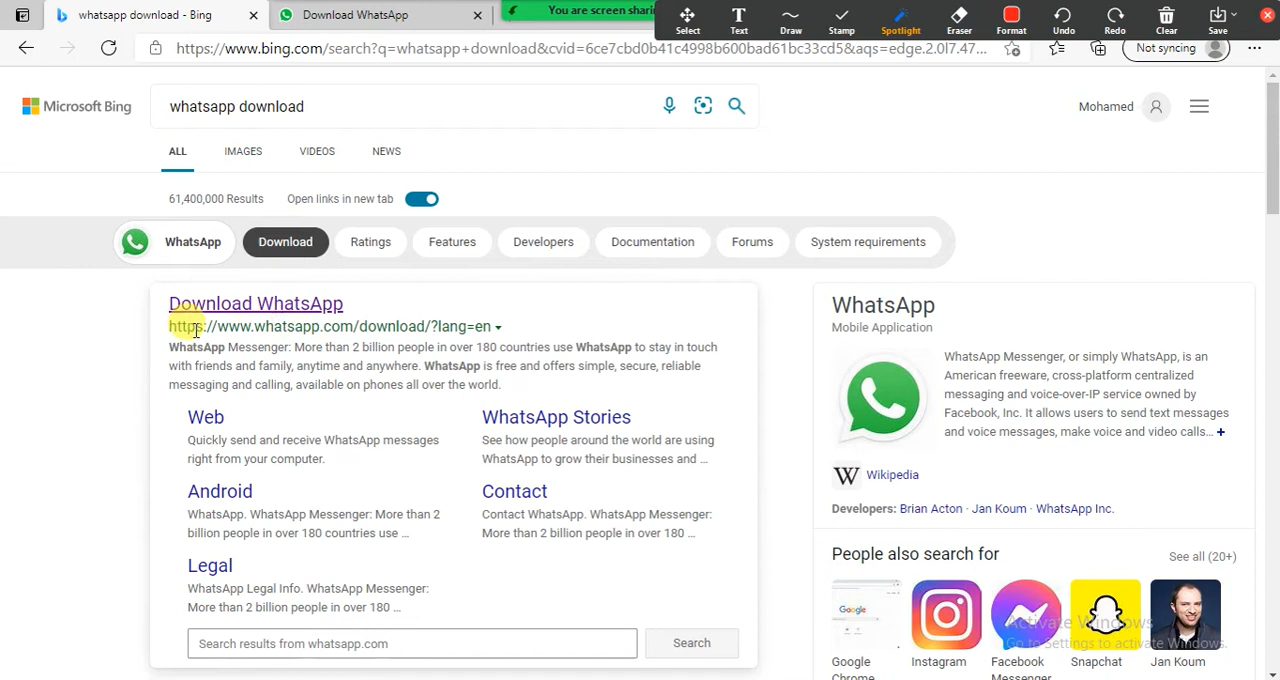 whatsapp download - Bing
Download WhatsApp
You are screen sharin
Select
Text
Draw
Stamp
Spotlight
Eraser
Format
Undo
Redo
Clear
Save
https://www.bing.com/search?q=whatsapp+download&cvid=6ce7cbd0b41c4998b600bad61bc33cd5&aqs=edge.2.0l7.47...
Not syncing
Microsoft Bing
whatsapp download
Mohamed
ALL
IMAGES
VIDEOS
NEWS
61,400,000 Results
Open links in new tab
WhatsApp
Download
Ratings
Features
Developers
Documentation
Forums
System requirements
Download WhatsApp
https://www.whatsapp.com/download/?lang=en
WhatsApp Messenger: More than 2 billion people in over 180 countries use WhatsApp to stay in touch
with friends and family, anytime and anywhere. WhatsApp is free and offers simple, secure, reliable
messaging and calling, available on phones all over the world.
Web
Quickly send and receive WhatsApp messages
right from your computer.
WhatsApp Stories
See how people around the world are using
WhatsApp to grow their businesses and ...
Android
WhatsApp. WhatsApp Messenger: More than 2
billion people in over 180 countries use ...
Contact
Contact WhatsApp. WhatsApp Messenger:
More than 2 billion people in over 180 ...
Legal
WhatsApp Legal Info. WhatsApp Messenger:
More than 2 billion people in over 180 ...
Search results from whatsapp.com
Search
WhatsApp
Mobile Application
WhatsApp Messenger, or simply WhatsApp, is an
American freeware, cross-platform centralized
messaging and voice-over-IP service owned by
Facebook, Inc. It allows users to send text messages
and voice messages, make voice and video calls... +
W
Wikipedia
Developers: Brian Acton · Jan Koum · WhatsApp Inc.
People also search for
See all (20+)
Google
Google
Chrome
Instagram
Facebook
Messenger
Snapchat
Jan Koum
Activate Windows
Go to Settings to activate Windows.